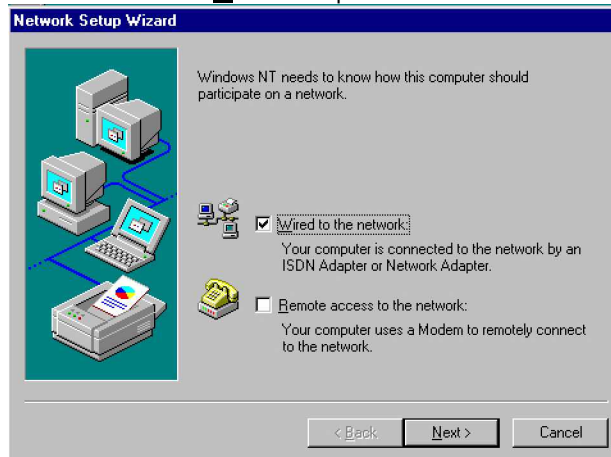 Network Setup Wizard
Windows NT needs to know how this computer should
participate on a network.
Wired to the network:
Your computer is connected to the network by an
ISDN Adapter or Network Adapter.
Remote access to the network:
Your computer uses a Modem to remotely connect
to the network.
< Back Next > Cancel